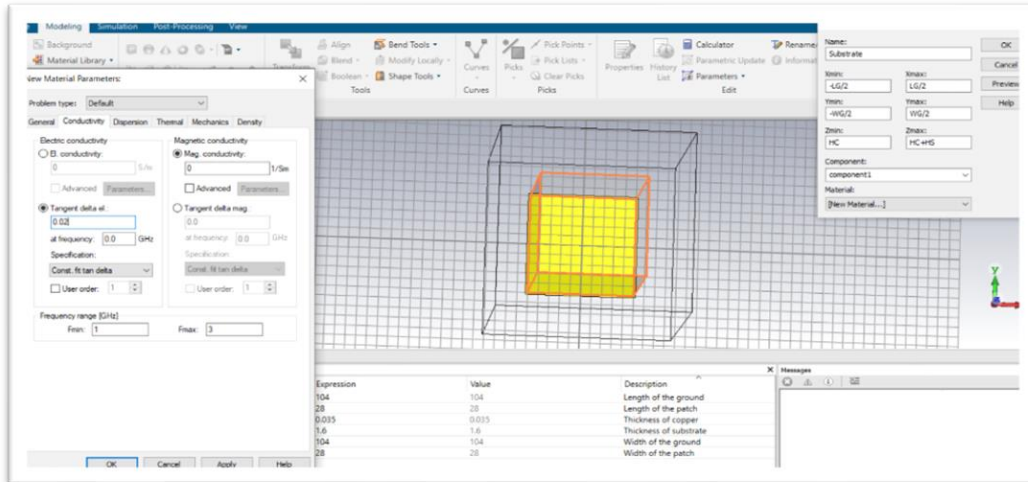 Modeling Simulation Post-Processing View
Background
Material Library
Align
Blend
Boolean
Bend Tools
Modify Locally
Shape Tools
Tools
Curves
Curves
Picks
Pick Points
Pick Lists
Clear Picks
Picks
Properties
History List
Calculator
Parametric Update
Parameters
Edit
Rename
New Material Parameters:
Problem type: Default
General Conductivity Dispersion Thermal Mechanics Density
Electric conductivity
El. conductivity:
0 S/m
Advanced Parameters...
Tangent delta el.:
0.02
at frequency: 0.0 GHz
Specification:
Const. fit tan delta
User order: 1
Magnetic conductivity
Mag. conductivity:
0 1/Sm
Advanced Parameters...
Tangent delta mag.:
0.0
at frequency: 0.0 GHz
Specification:
Const. fit tan delta
User order: 1
Frequency range [GHz]
Fmin: 1 Fmax: 3
OK Cancel Apply Help
Name:
Substrate
Xmin: Xmax:
-LG/2 LG/2
Ymin: Ymax:
-WG/2 WG/2
Zmin: Zmax:
HC HC+HS
Component:
component1
Material:
[New Material...]
OK
Cancel
Preview
Help
y
Expression Value Description
104 104 Length of the ground
28 28 Length of the patch
0.035 0.035 Thickness of copper
1.6 1.6 Thickness of substrate
104 104 Width of the ground
28 28 Width of the patch
Messages